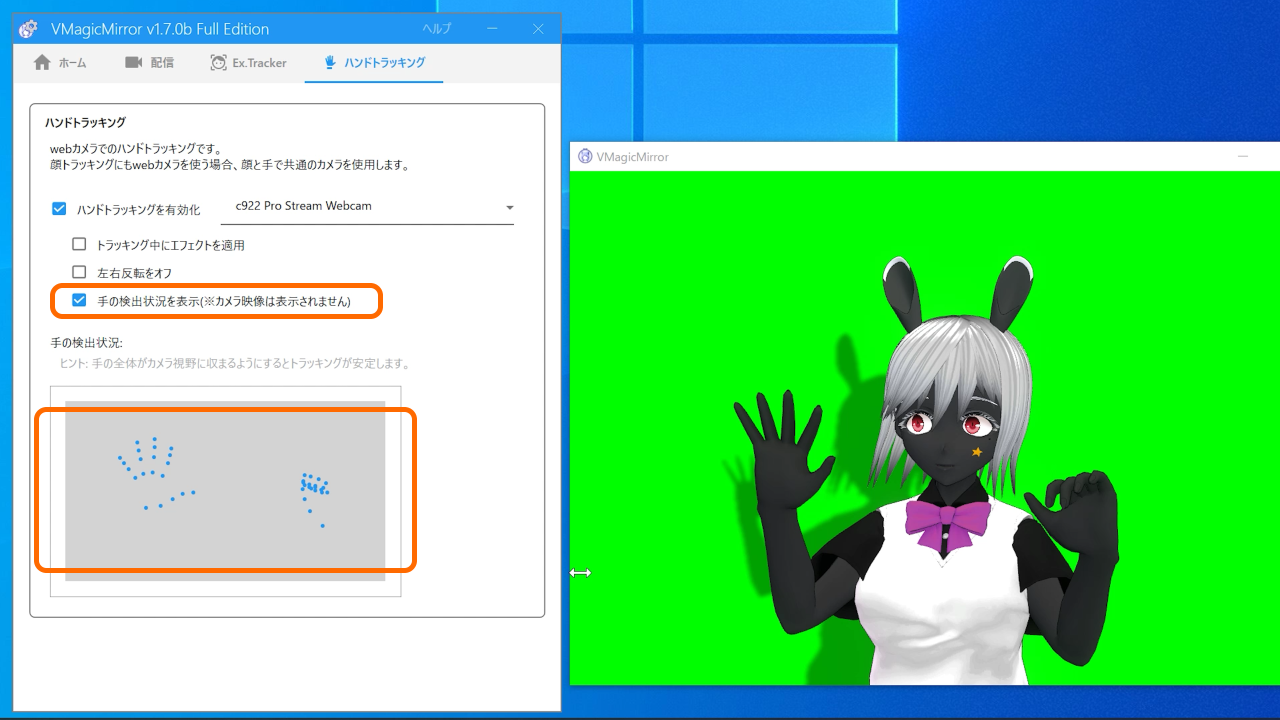 VMagicMirror v1.7.0b Full Edition
ヘルプ
ホーム
配信
Ex.Tracker
ハンドトラッキング
ハンドトラッキング
webカメラでのハンドトラッキングです。
顔トラッキングにもwebカメラを使う場合、顔と手で共通のカメラを使用します。
ハンドトラッキングを有効化
c922 Pro Stream Webcam
トラッキング中にエフェクトを適用
左右反転をオフ
手の検出状況を表示(※カメラ映像は表示されません)
手の検出状況:
ヒント: 手の全体がカメラ視野に収まるようにするとトラッキングが安定します。
VMagicMirror